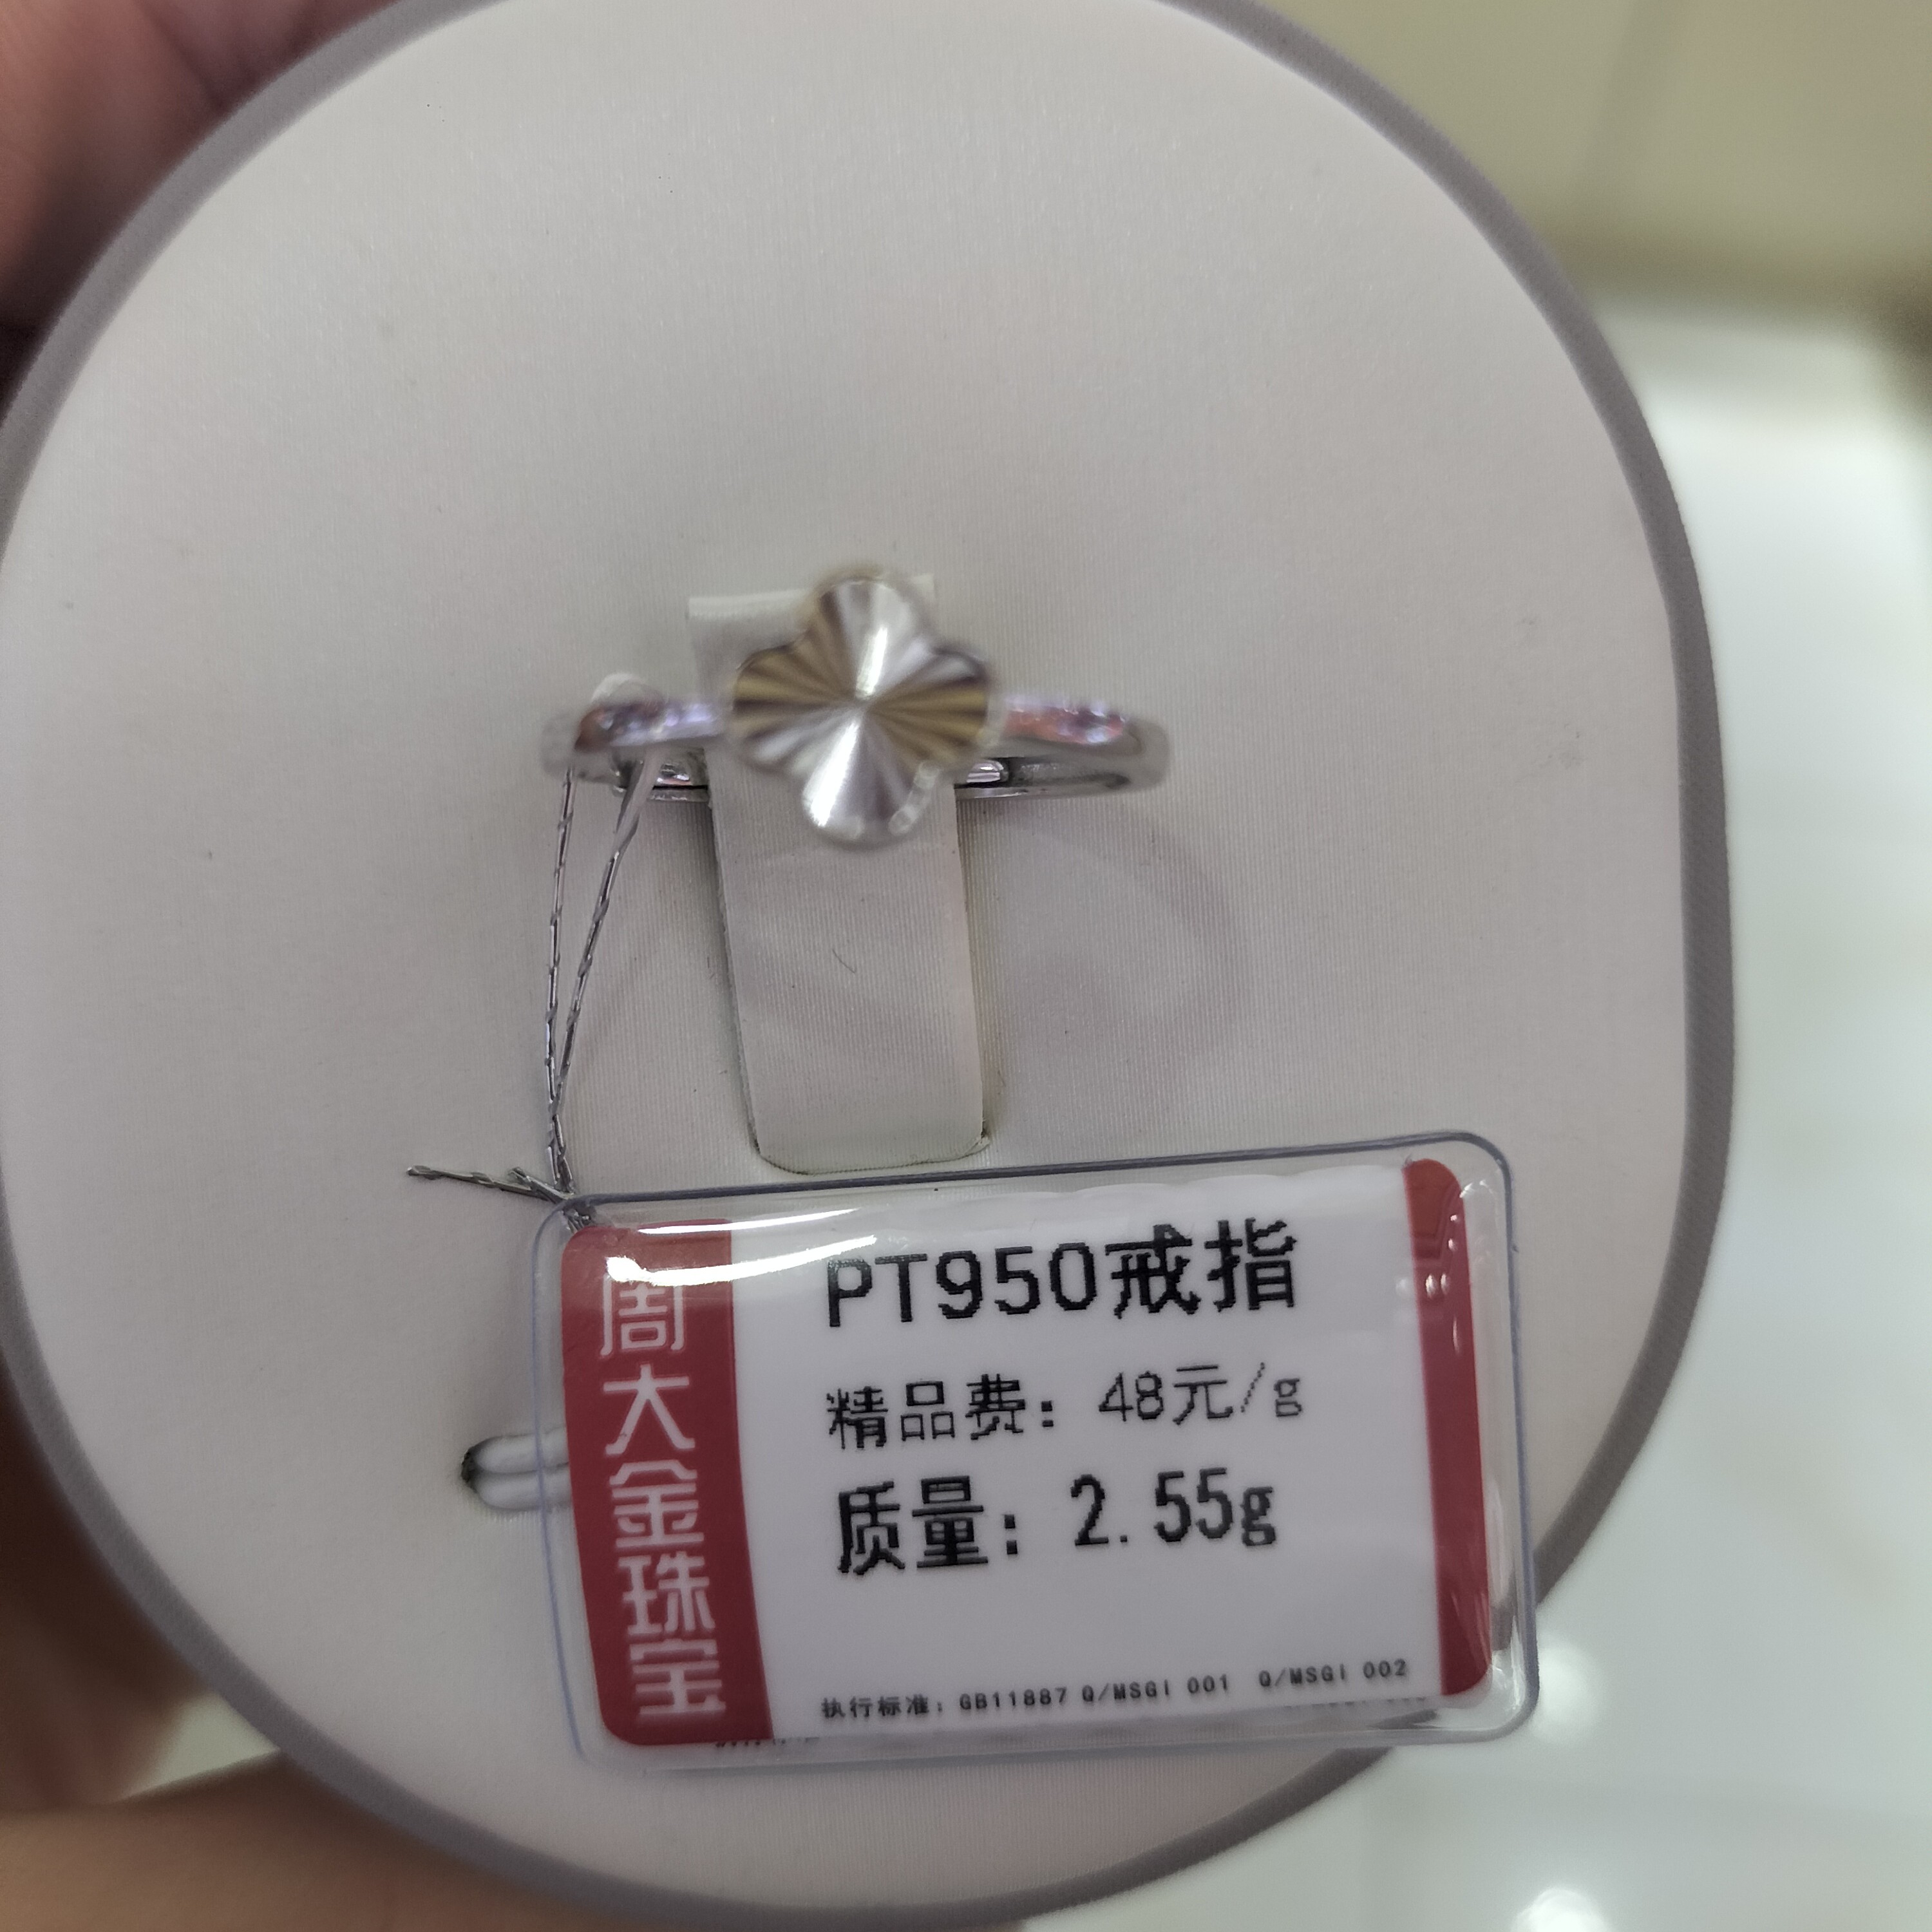 周大金珠宝
PT950戒指
精品费: 48元/g
质量: 2.55g
执行标准: GB11887 Q/MSGI 001 Q/MSGI 002